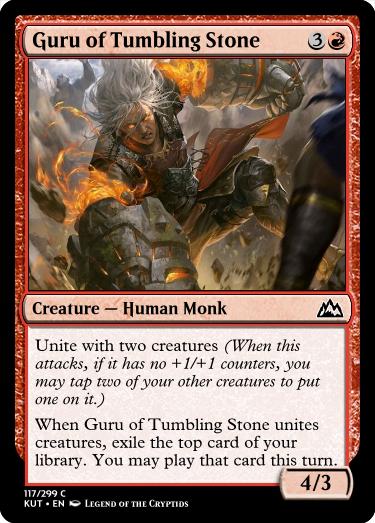 Guru of Tumbling Stone 3
Creature — Human Monk
Unite with two creatures (When this
attacks, if it has no +1/+1 counters, you
may tap two of your other creatures to put
one on it.)
When Guru of Tumbling Stone unites
creatures, exile the top card of your
library. You may play that card this turn.
4/3
117/299 C
KUT • EN Legend of the Cryptids